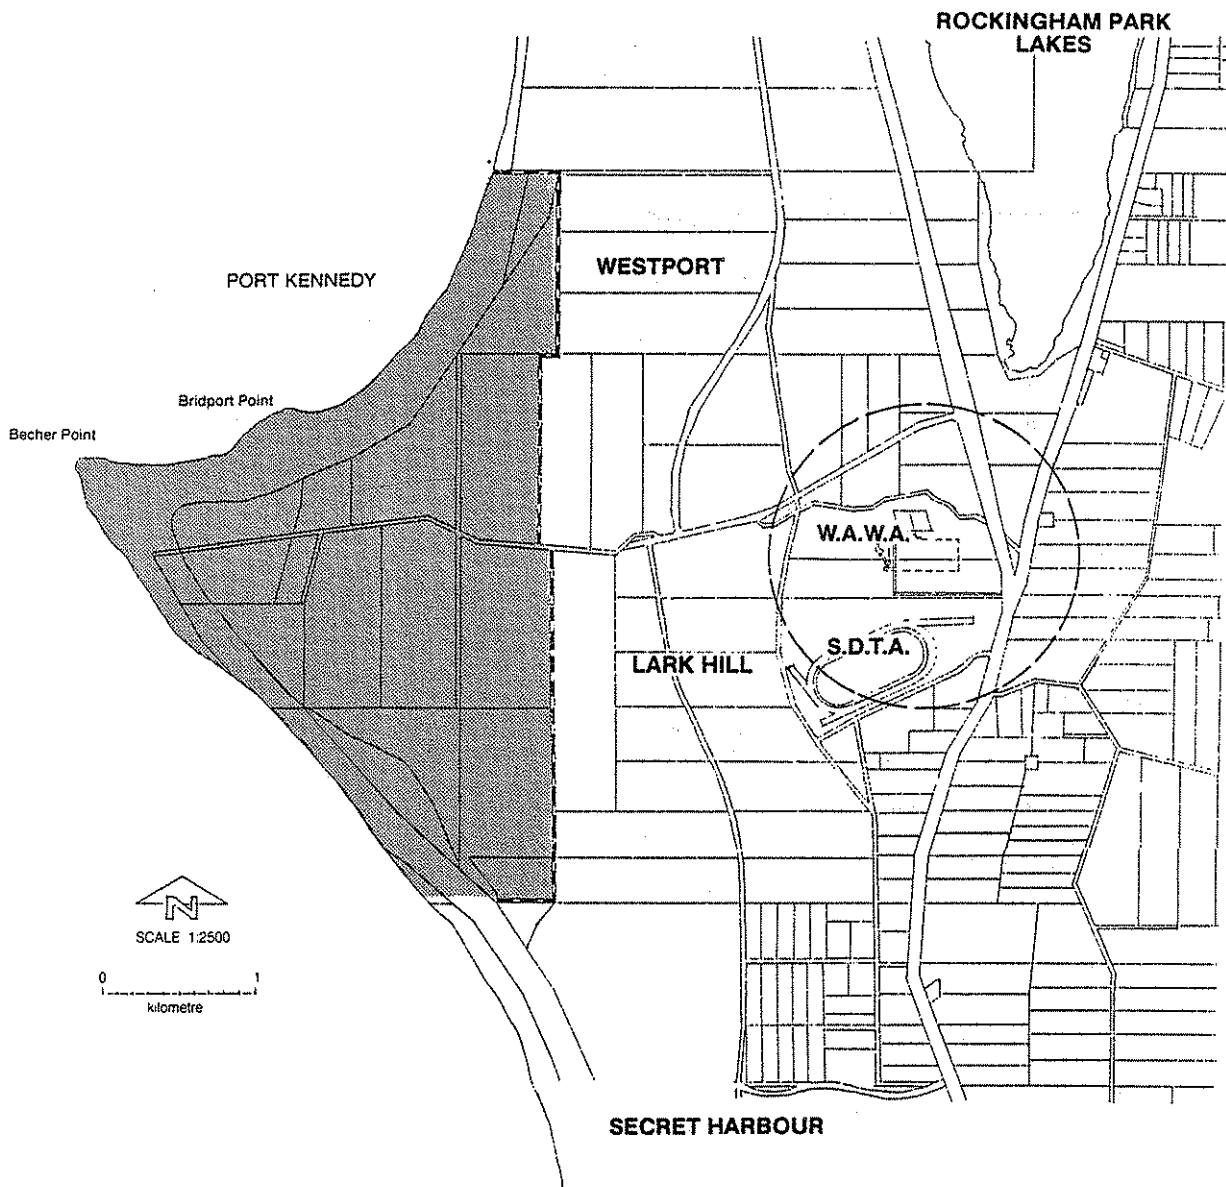 ROCKINGHAM PARK
LAKES
WESTPORT
PORT KENNEDY
Bridport Point
Becher Point
W.A.W.A.
S.D.T.A.
LARK HILL
N
SCALE 1:2500
0 1
kilometre
SECRET HARBOUR